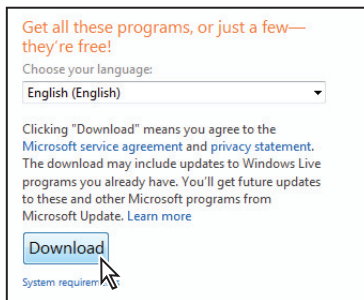 Get all these programs, or just a few—
they're free!
Choose your language:
English (English)
Clicking "Download" means you agree to the
Microsoft service agreement and privacy statement.
The download may include updates to Windows Live
programs you already have. You'll get future updates
to these and other Microsoft programs from
Microsoft Update. Learn more
Download
System